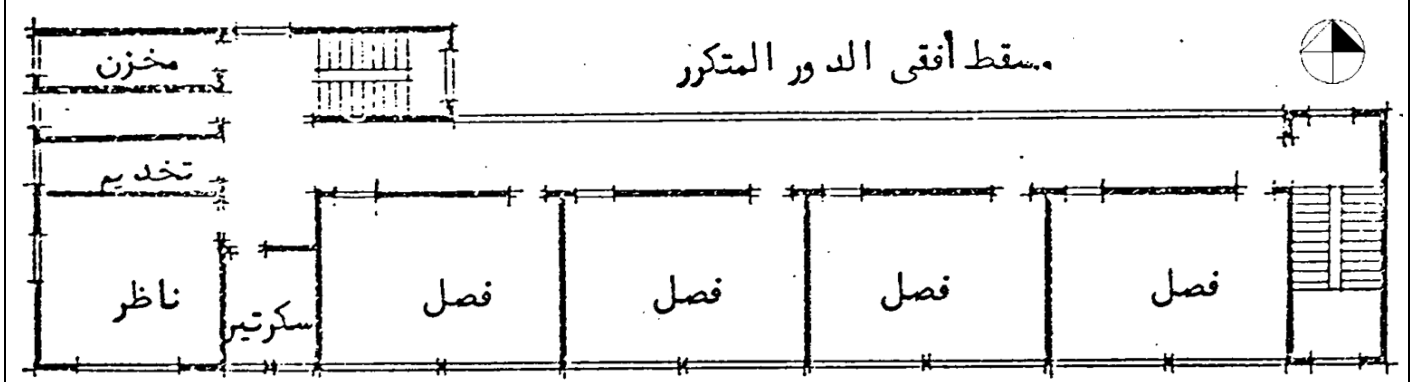 مسقط أفقى الدور المتكرر
مخزن
تخديم
ناظر
سكرتير
فصل
فصل
فصل
فصل